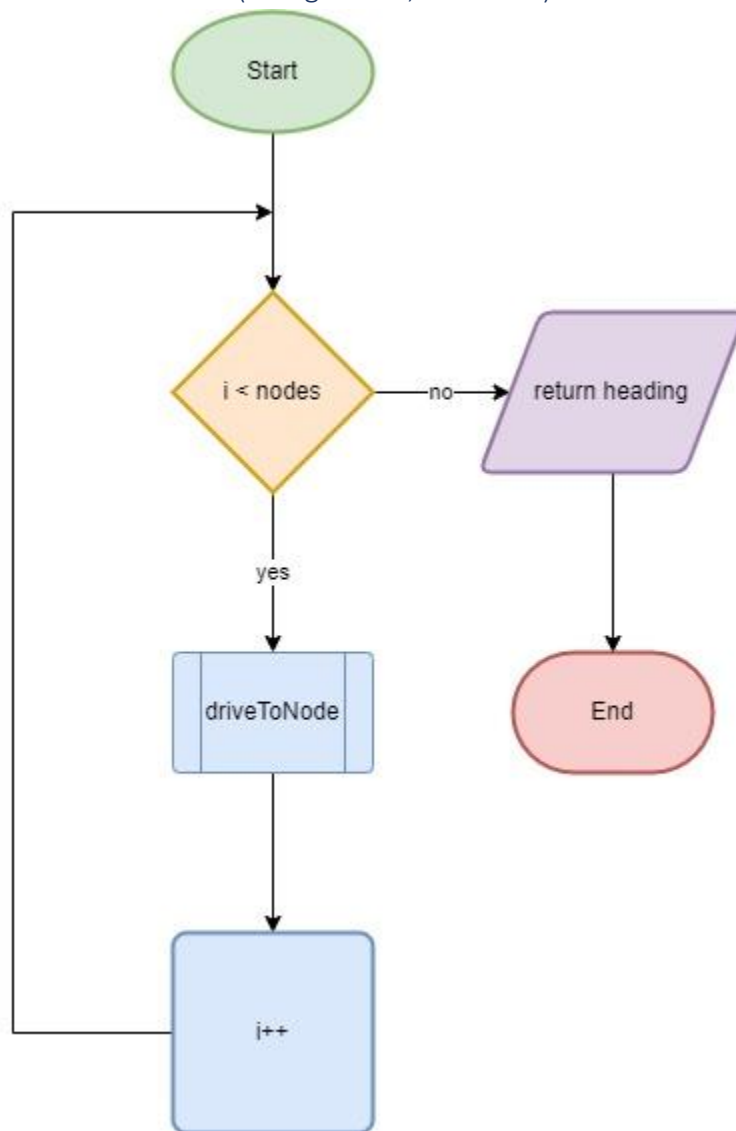 Start
i < nodes
no
return heading
yes
driveToNode
End
i++